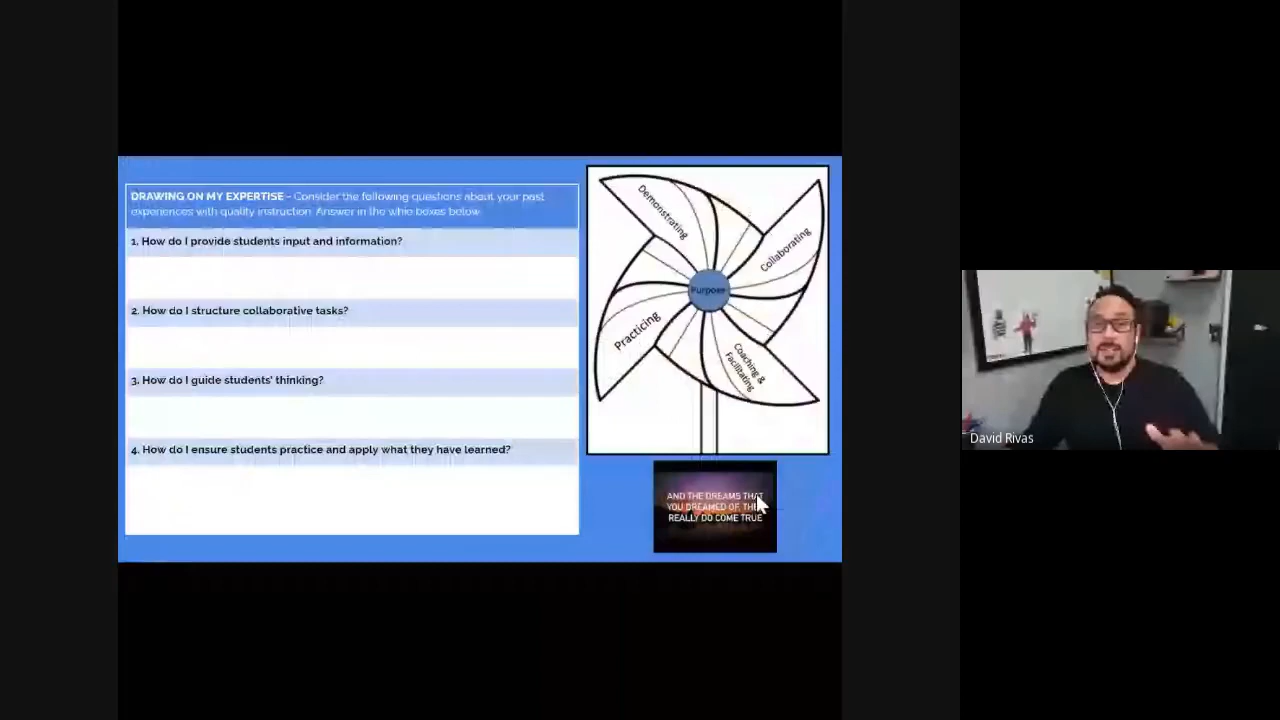 DRAWING ON MY EXPERTISE - Consider the following questions about your past
experiences with quality instruction. Answer in the whie boxes below.
1. How do I provide students input and information?
2. How do I structure collaborative tasks?
3. How do I guide students' thinking?
4. How do I ensure students practice and apply what they have learned?
Demonstrating
Collaborating
Purpose
Practicing
Coaching &
Facilitating
AND THE DREAMS THAT
YOU DREAMED OF, THEY
REALLY DO COME TRUE
David Rivas